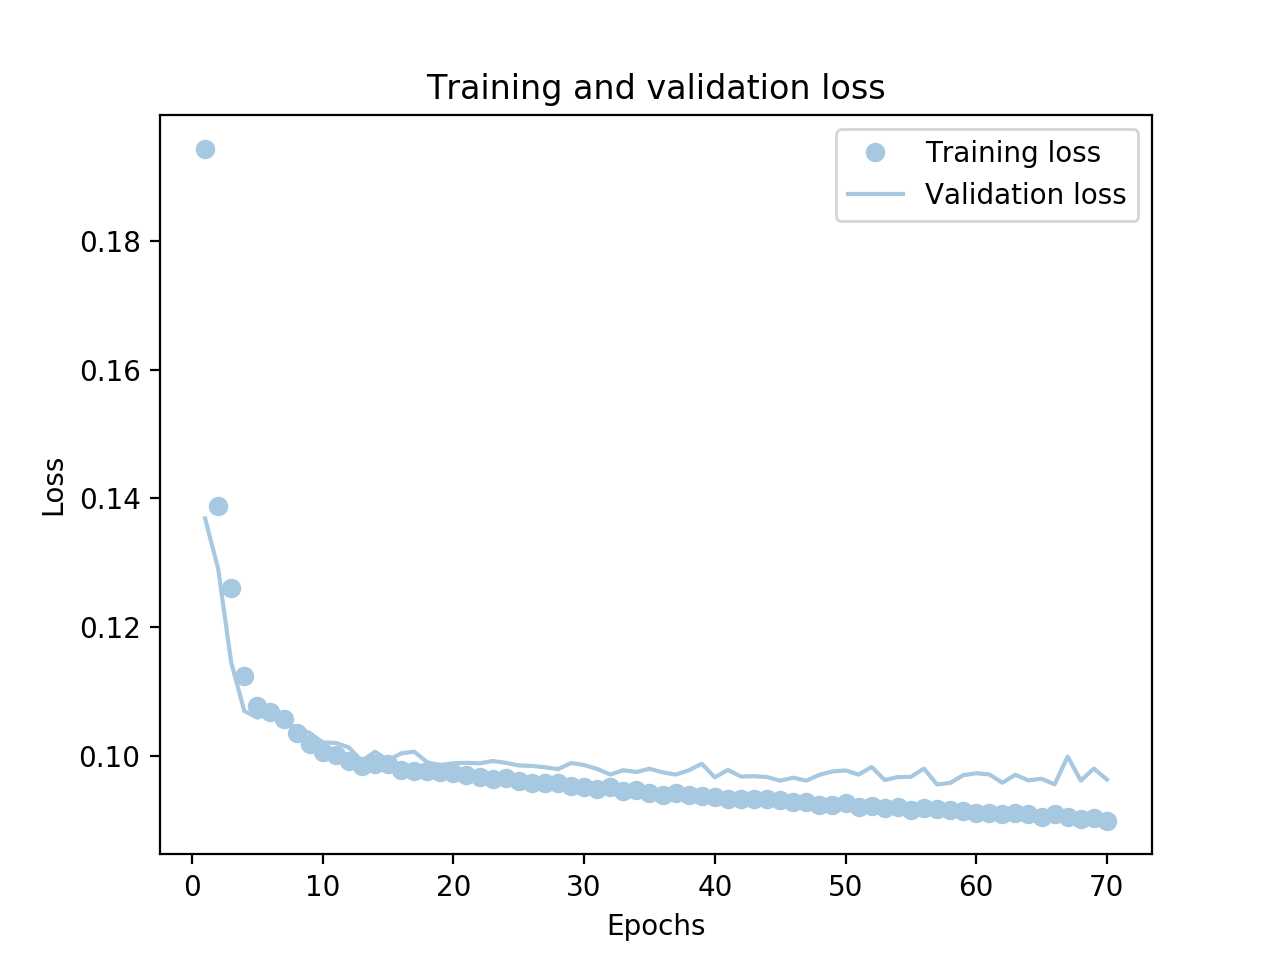 Training and validation loss
Training loss
Validation loss
0.18
0.16
0.14
0.12
0.10
Loss
0 10 20 30 40 50 60 70
Epochs